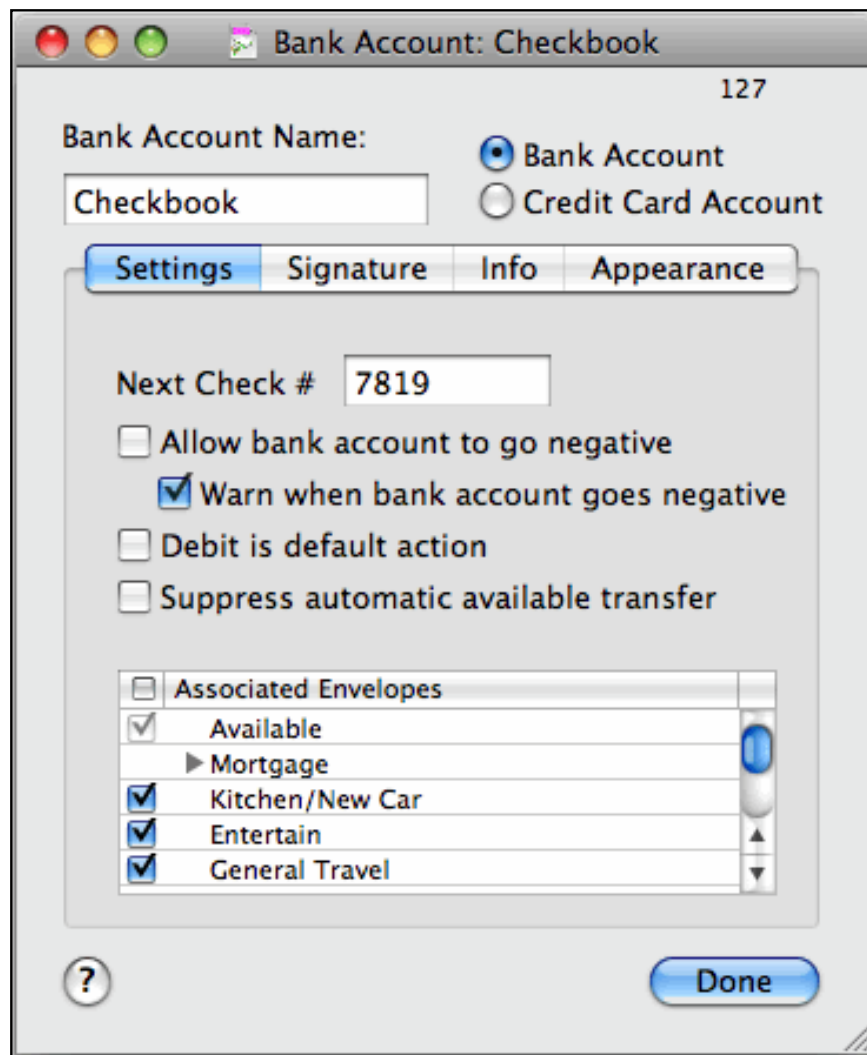 Bank Account: Checkbook
127
Bank Account Name:
Bank Account
Checkbook
Credit Card Account
Settings Signature Info Appearance
Next Check # 7819
Allow bank account to go negative
Warn when bank account goes negative
Debit is default action
Suppress automatic available transfer
Associated Envelopes
Available
Mortgage
Kitchen/New Car
Entertain
General Travel
? Done